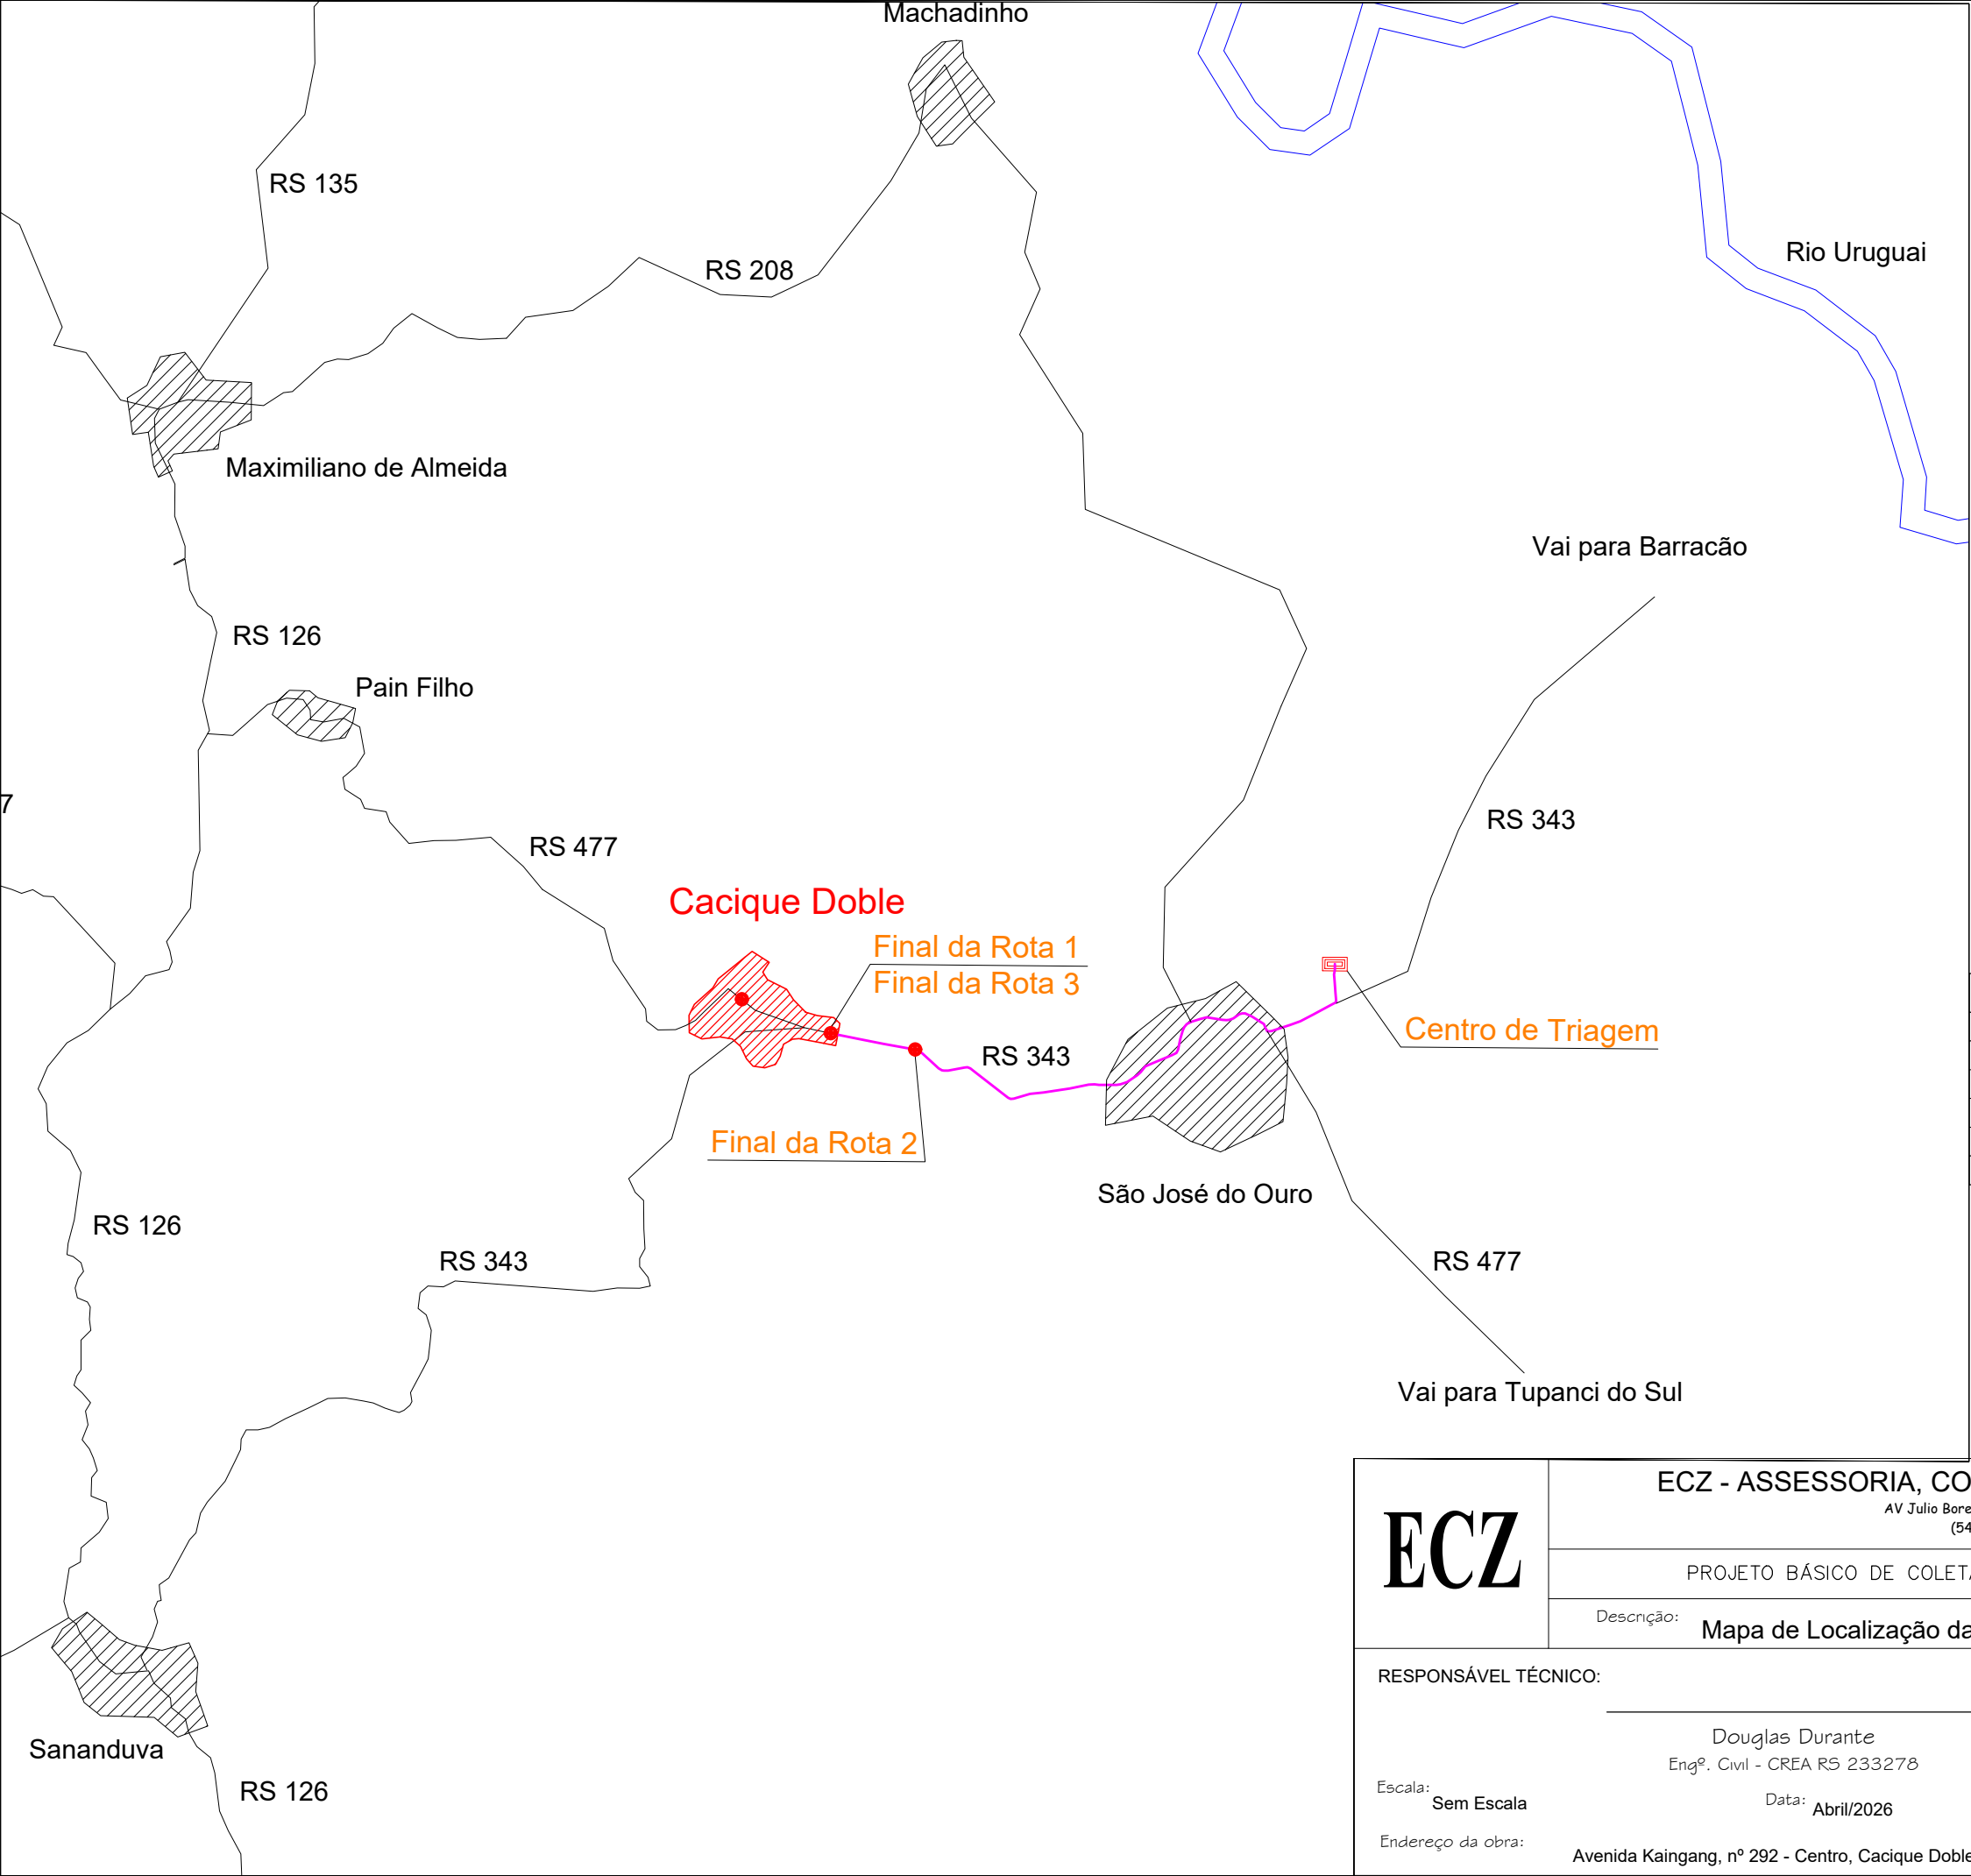 Machadinho
RS 135
Rio Uruguai
RS 208
Maximiliano de Almeida
Vai para Barracão
RS 126
Pain Filho
7
RS 343
RS 477
Cacique Doble
Final da Rota 1
Final da Rota 3
Centro de Triagem
RS 343
Final da Rota 2
São José do Ouro
RS 126
RS 343
RS 477
Vai para Tupanci do Sul
ECZ
ECZ - ASSESSORIA, CO
AV Julio Bore
(54
PROJETO BÁSICO DE COLETA
Descrição: Mapa de Localização da
RESPONSÁVEL TÉCNICO:
Douglas Durante
Engº. Civil - CREA RS 233278
Escala: Sem Escala
Data: Abril/2026
Endereço da obra: Avenida Kaingang, nº 292 - Centro, Cacique Doble
Sananduva
RS 126